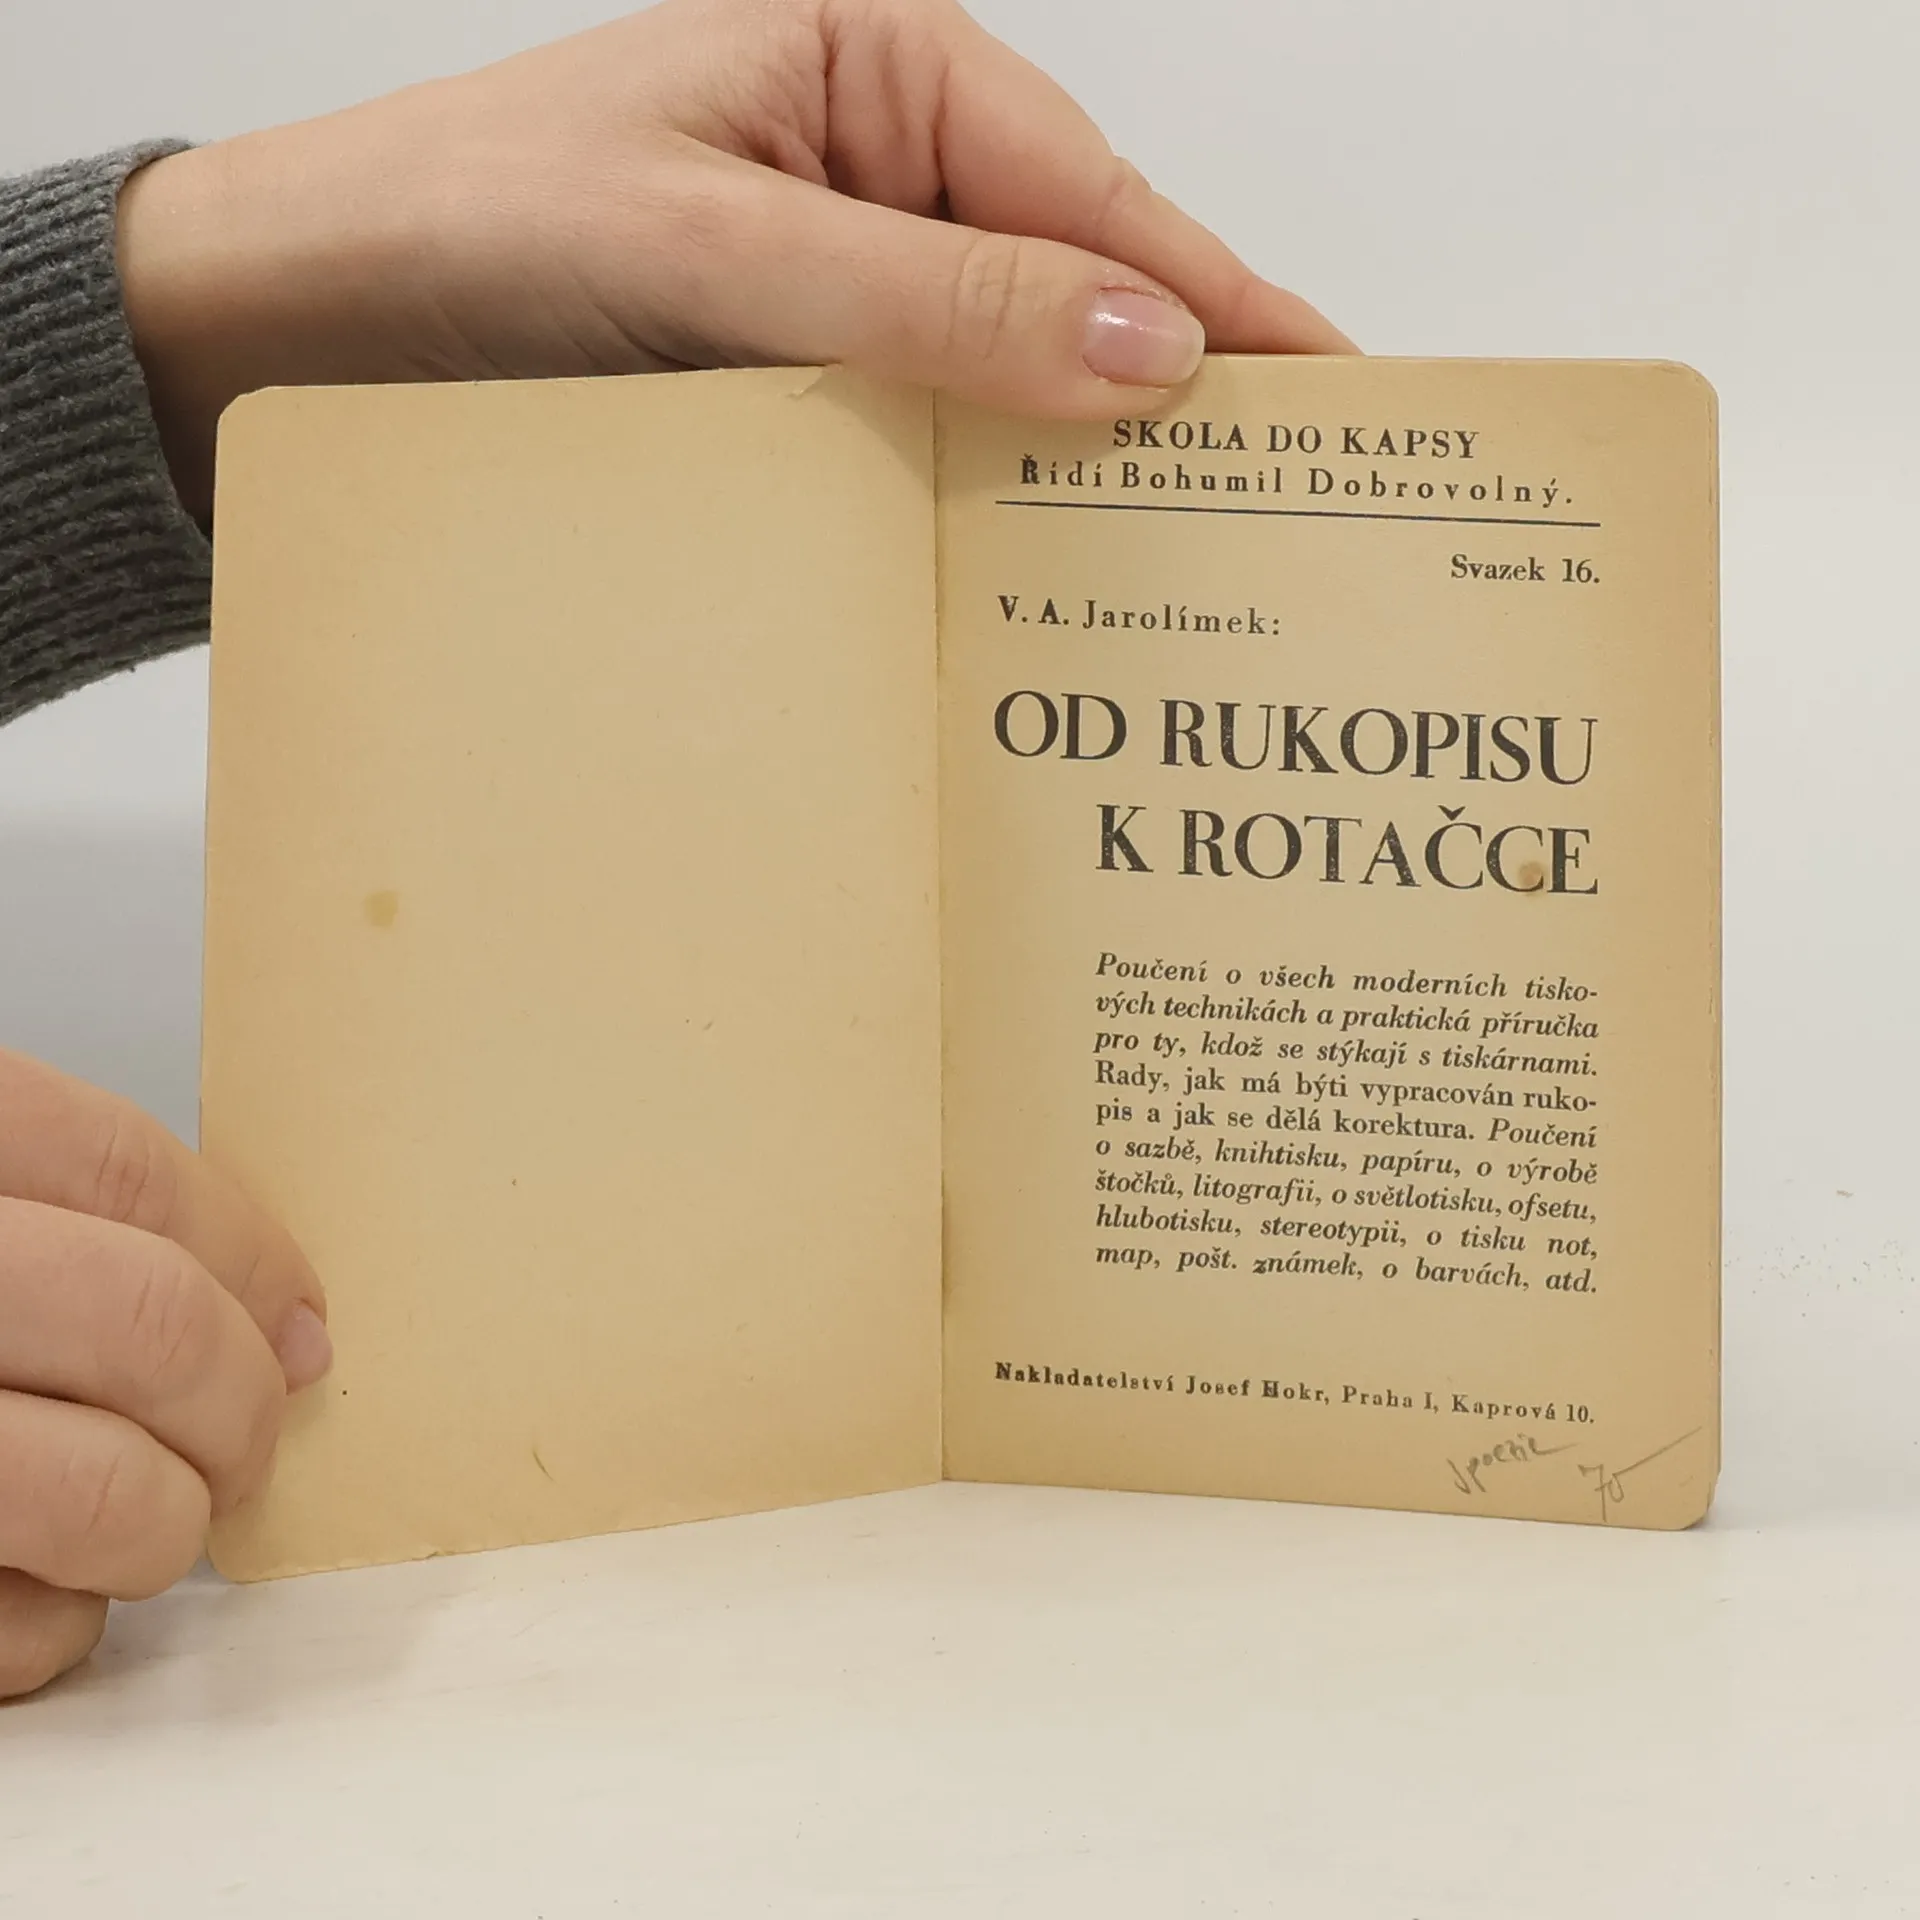 SKOLA DO KAPSY
Řídí Bohumil Dobrovolný.
Svazek 16.
V. A. Jarolímek:
OD RUKOPISU
K ROTAČCE
Poučení o všech moderních tisko-
vých technikách a praktická příručka
pro ty, kdož se stýkají s tiskárnami.
Rady, jak má býti vypracován ruko-
pis a jak se dělá korektura. Poučení
o sazbě, knihtisku, papíru, o výrobě
štočků, litografii, o světlotisku, ofsetu,
hlubotisku, stereotypii, o tisku not,
map, pošt. známek, o barvách, atd.
Nakladatelství Josef Hokr, Praha I, Kaprová 10.
70